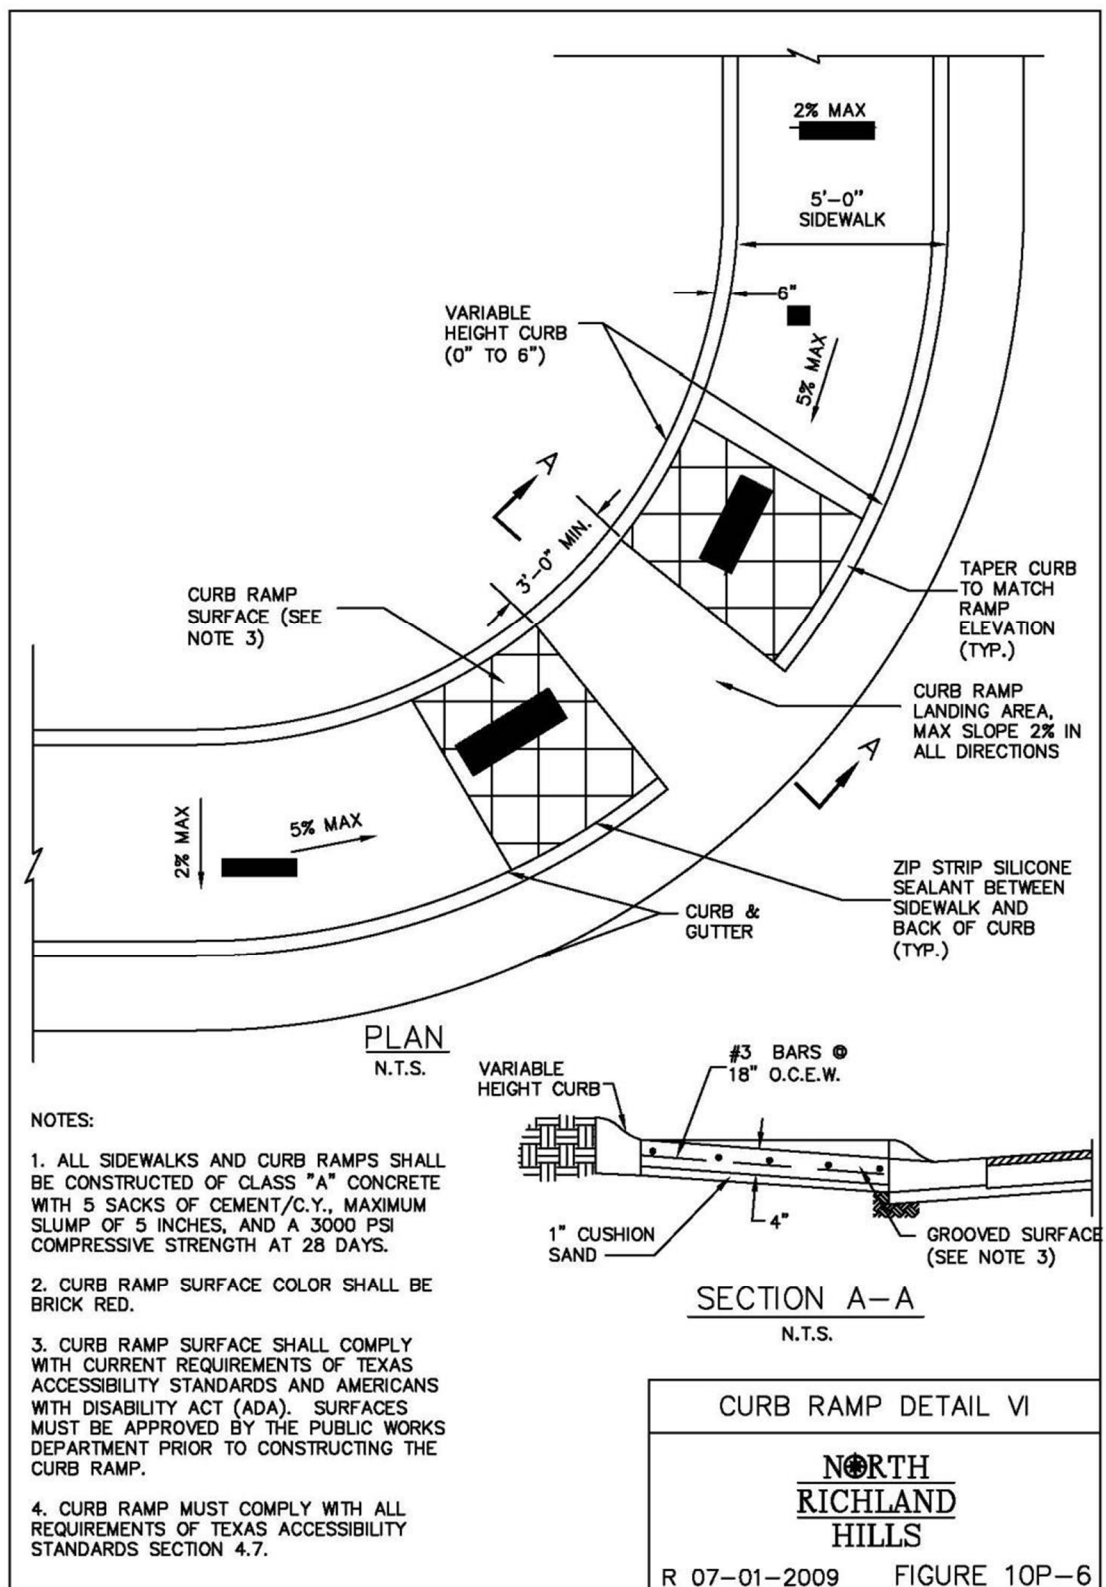 2% MAX
5'-0"
SIDEWALK
6"
VARIABLE
HEIGHT CURB
(0" TO 6")
5% MAX
A
3'-0" MIN.
CURB RAMP
SURFACE (SEE
NOTE 3)
TAPER CURB
TO MATCH
RAMP
ELEVATION
(TYP.)
CURB RAMP
LANDING AREA,
MAX SLOPE 2% IN
ALL DIRECTIONS
A
2% MAX
5% MAX
ZIP STRIP SILICONE
SEALANT BETWEEN
SIDEWALK AND
BACK OF CURB
(TYP.)
CURB &
GUTTER
PLAN
N.T.S.
VARIABLE
HEIGHT CURB
#3 BARS @
18" O.C.E.W.
1" CUSHION
SAND
4"
GROOVED SURFACE
(SEE NOTE 3)
SECTION A-A
N.T.S.
NOTES:
1. ALL SIDEWALKS AND CURB RAMPS SHALL
BE CONSTRUCTED OF CLASS "A" CONCRETE
WITH 5 SACKS OF CEMENT/C.Y., MAXIMUM
SLUMP OF 5 INCHES, AND A 3000 PSI
COMPRESSIVE STRENGTH AT 28 DAYS.
2. CURB RAMP SURFACE COLOR SHALL BE
BRICK RED.
3. CURB RAMP SURFACE SHALL COMPLY
WITH CURRENT REQUIREMENTS OF TEXAS
ACCESSIBILITY STANDARDS AND AMERICANS
WITH DISABILITY ACT (ADA). SURFACES
MUST BE APPROVED BY THE PUBLIC WORKS
DEPARTMENT PRIOR TO CONSTRUCTING THE
CURB RAMP.
4. CURB RAMP MUST COMPLY WITH ALL
REQUIREMENTS OF TEXAS ACCESSIBILITY
STANDARDS SECTION 4.7.
CURB RAMP DETAIL VI
NORTH
RICHLAND
HILLS
R 07-01-2009 FIGURE 10P-6